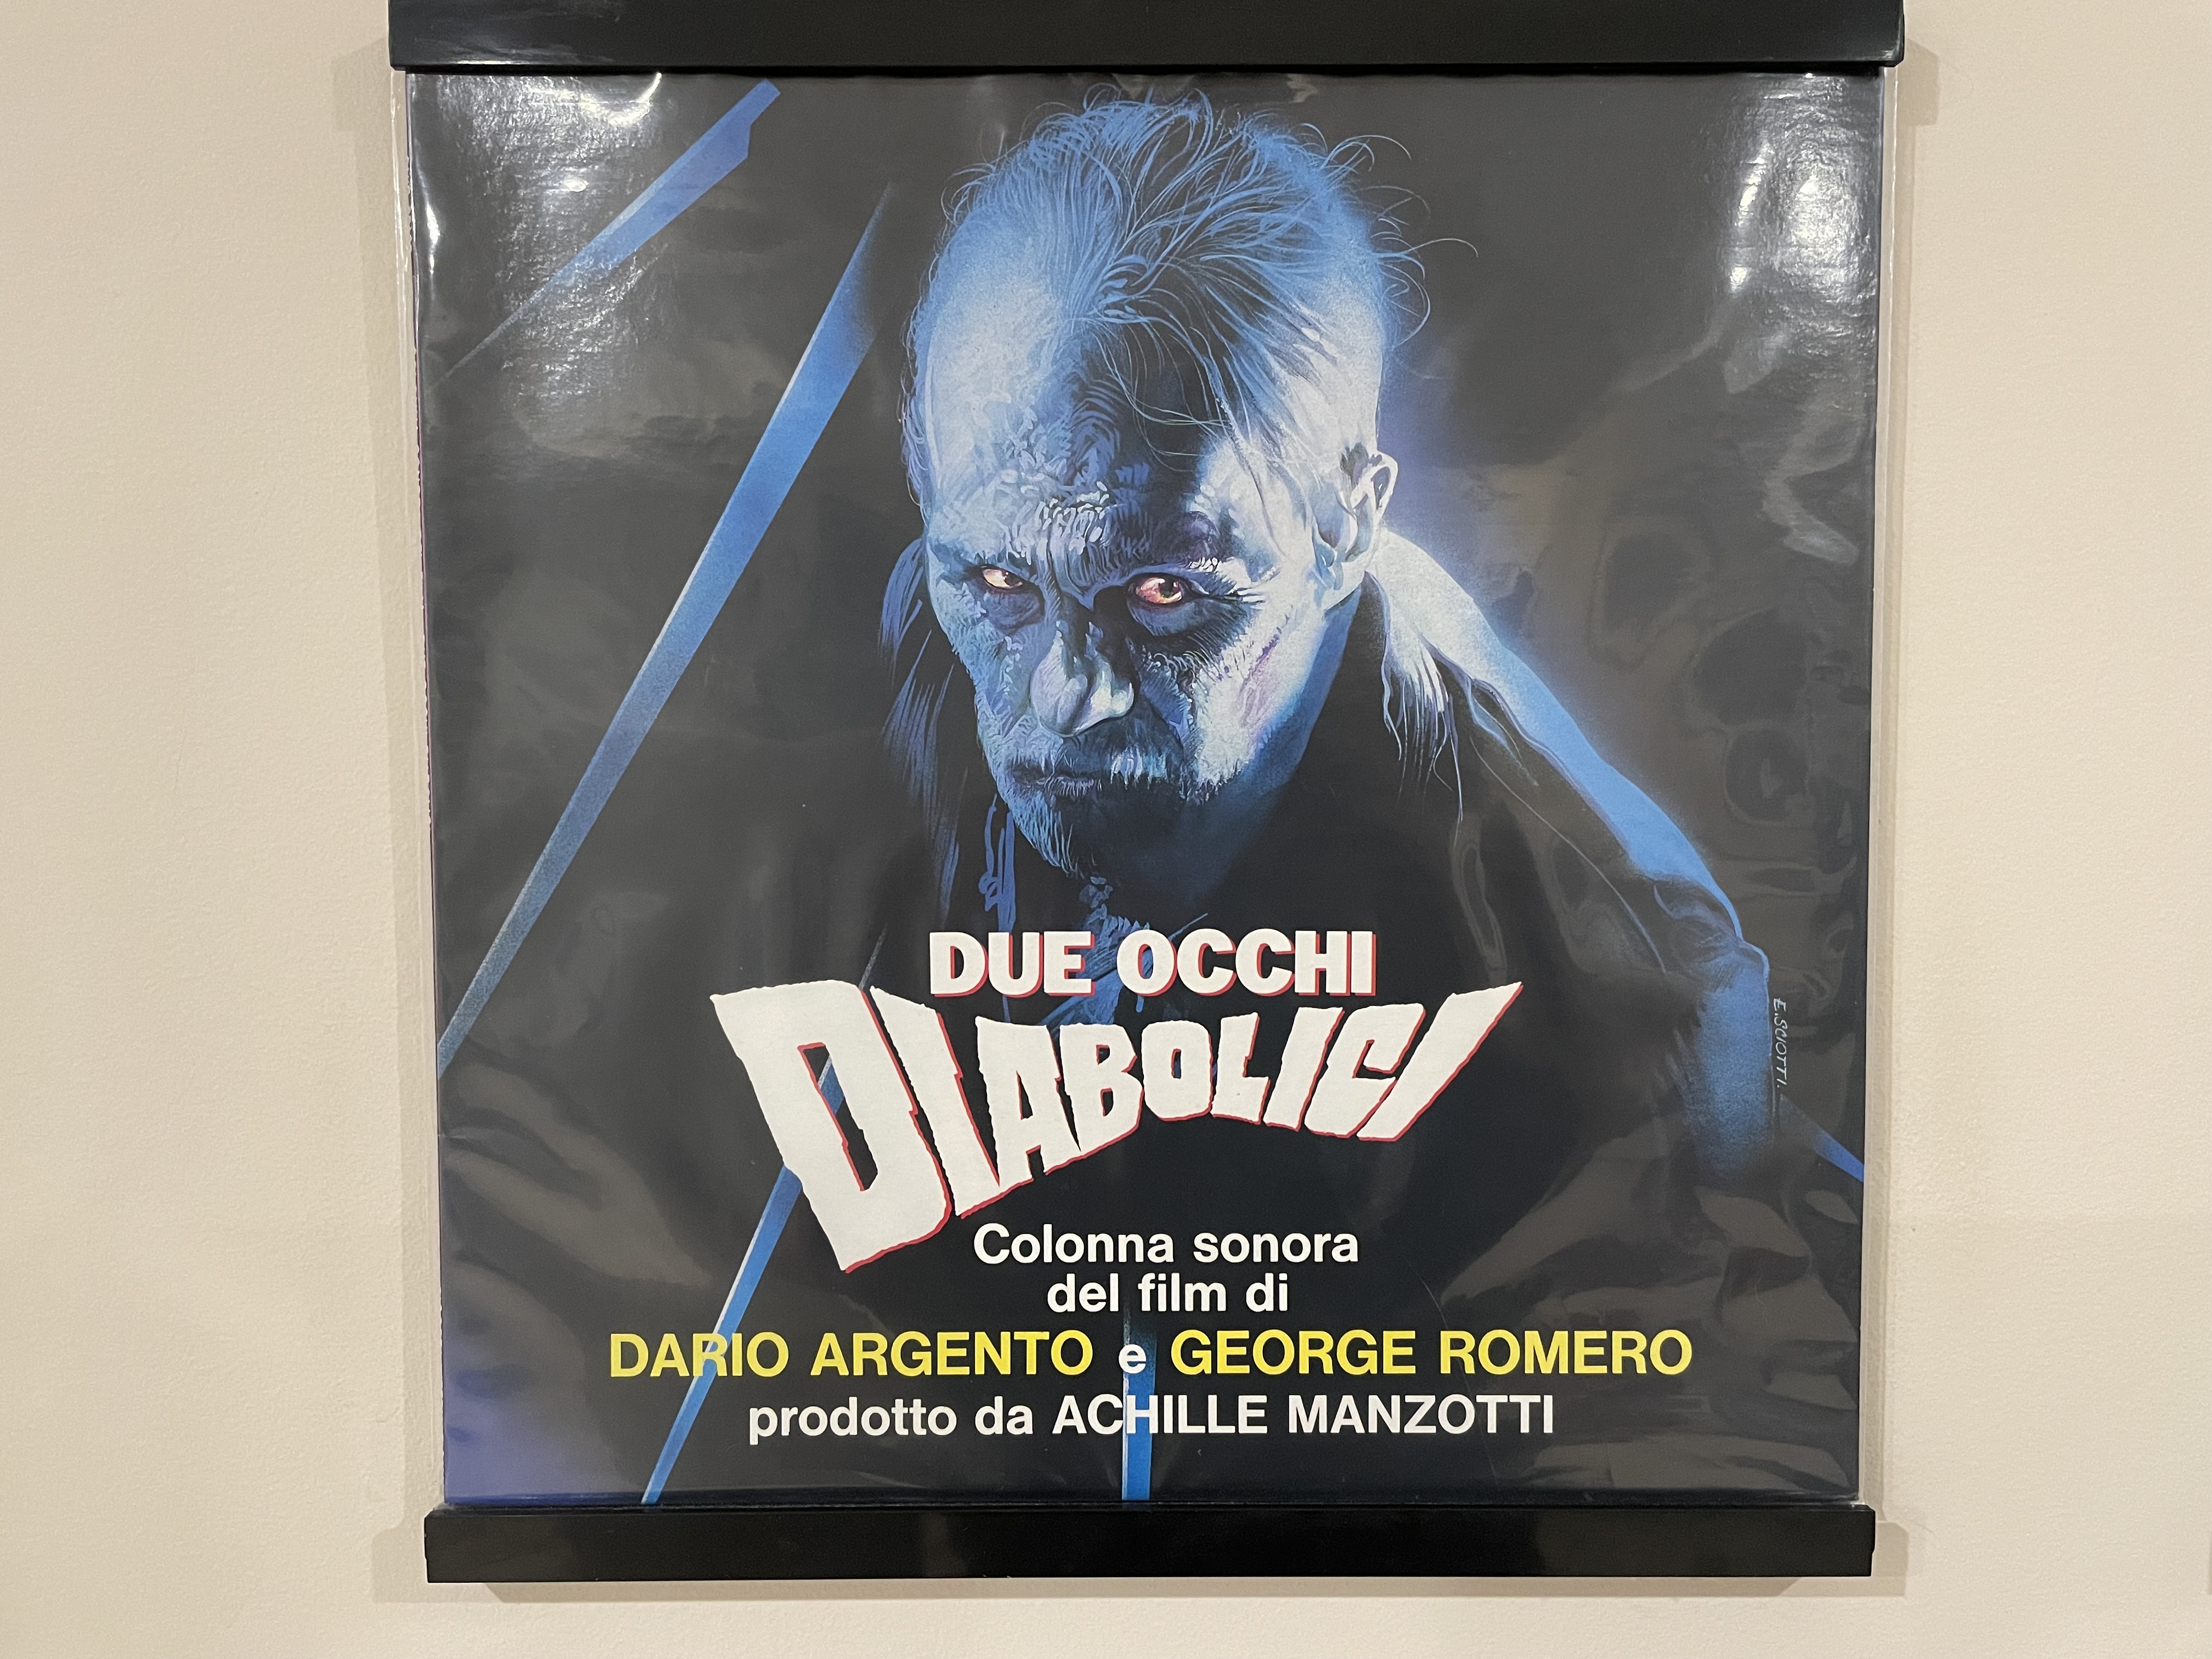 DUE OCCHI
DIABOLICI
E.SCIOTTI.
Colonna sonora
del film di
DARIO ARGENTO e GEORGE ROMERO
prodotto da ACHILLE MANZOTTI